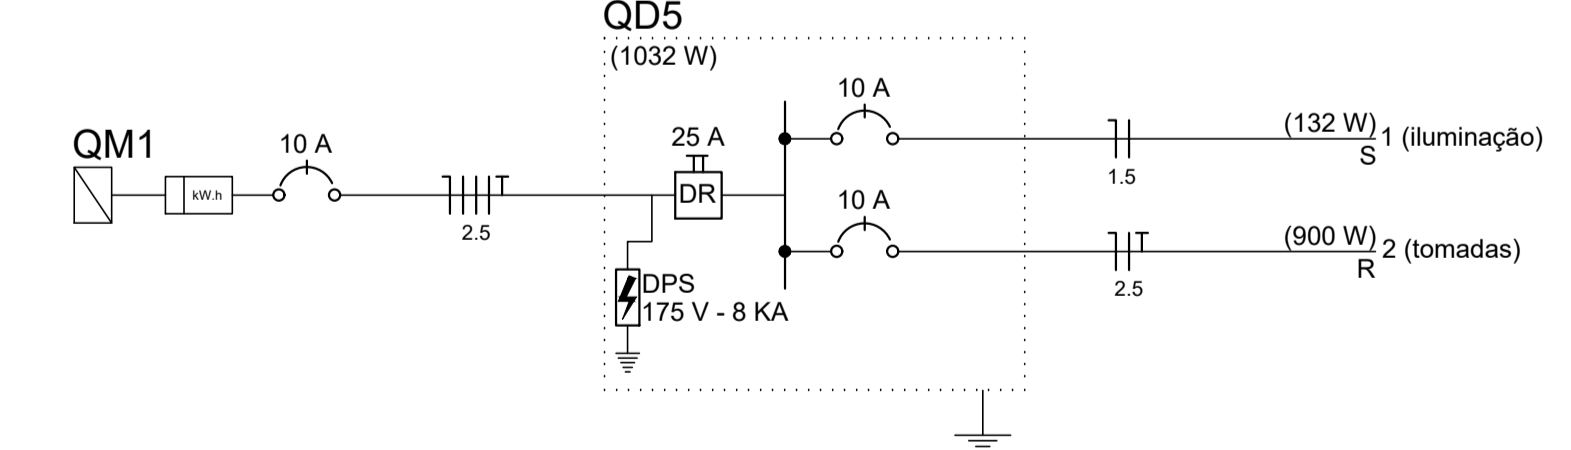 QD5
(1032 W)
QM1
kW.h
10 A
2.5
25 A
DR
DPS
175 V - 8 KA
10 A
1.5
(132 W)
S
1 (iluminação)
10 A
2.5
(900 W)
R
2 (tomadas)